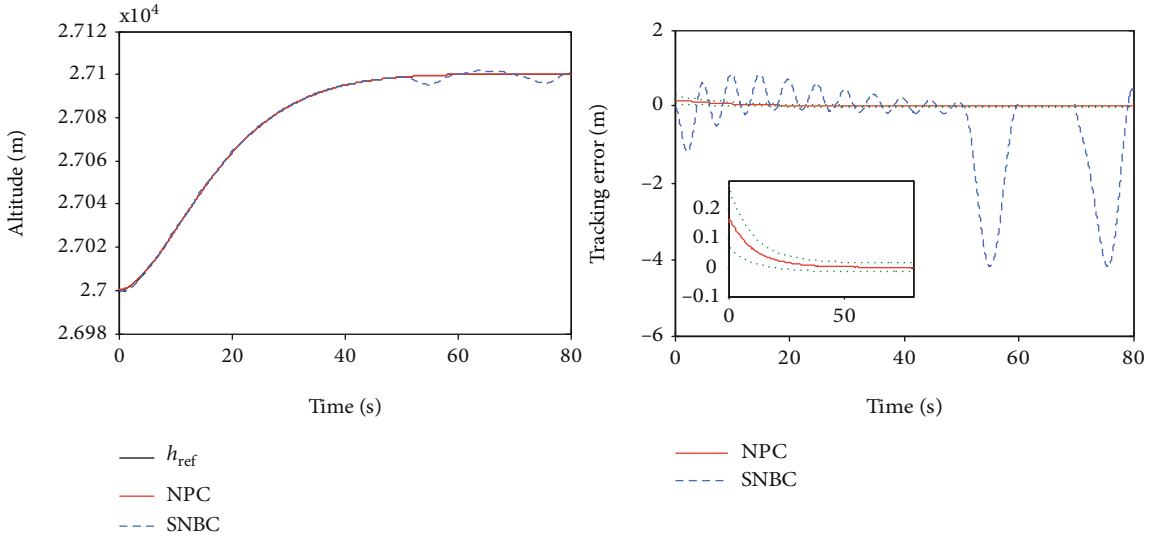 x10⁴
2.712
2.71
2.708
2.706
2.704
2.702
2.7
2.698
0 20 40 60 80
Altitude (m)
Time (s)
h_ref
NPC
SNBC
2
0
−2
−4
−6
0 20 40 60 80
Tracking error (m)
0.2
0.1
0
−0.1
0 50
Time (s)
NPC
SNBC